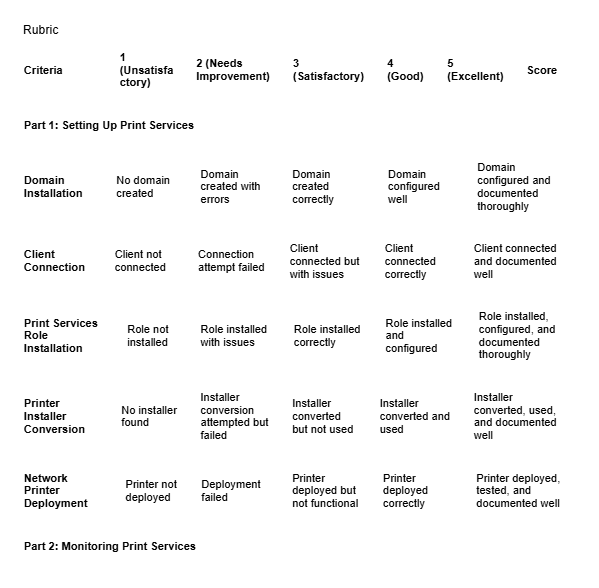 Rubric
Criteria 1 (Unsatisfa ctory) 2 (Needs Improvement) 3 (Satisfactory) 4 (Good) 5 (Excellent) Score
Part 1: Setting Up Print Services
Domain Installation No domain created Domain created with errors Domain created correctly Domain configured well Domain configured and documented thoroughly
Client Connection Client not connected Connection attempt failed Client connected but with issues Client connected correctly Client connected and documented well
Print Services Role Installation Role not installed Role installed with issues Role installed correctly Role installed and configured Role installed, configured, and documented thoroughly
Printer Installer Conversion No installer found Installer conversion attempted but failed Installer converted but not used Installer converted and used Installer converted, used, and documented well
Network Printer Deployment Printer not deployed Deployment failed Printer deployed but not functional Printer deployed correctly Printer deployed, tested, and documented well
Part 2: Monitoring Print Services